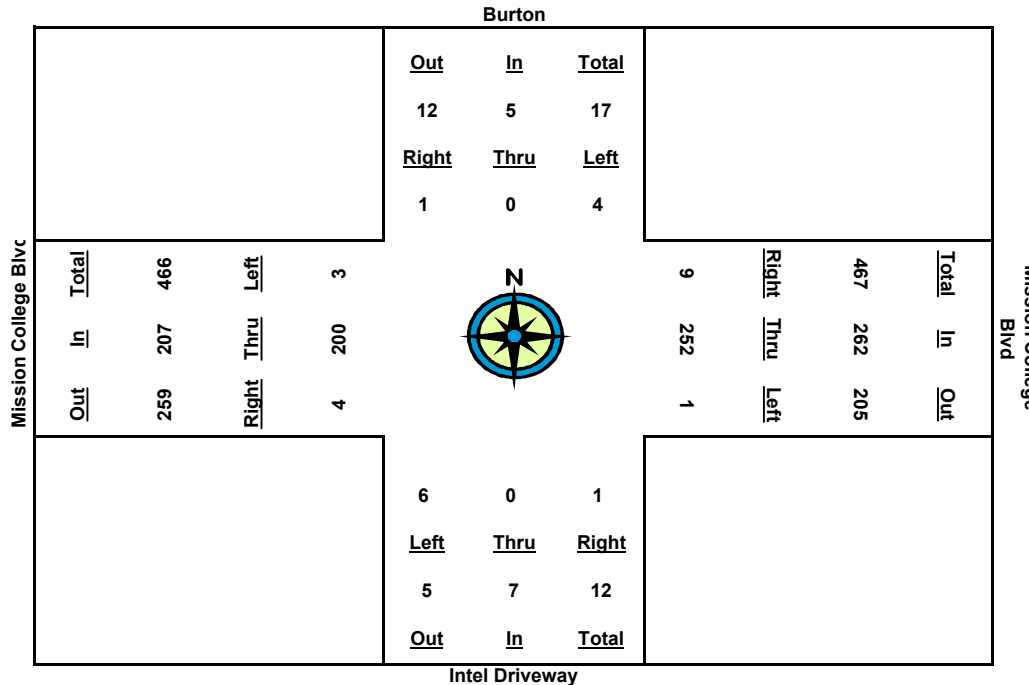 Burton
Out In Total
12 5 17
Right Thru Left
1 0 4
Mission College Blvd
Total 466 Left 3
In 207 Thru 200
Out 259 Right 4
N
9 Right 467 Total
252 Thru 262 In
1 Left 205 Out
Mission College
Blvd
6 0 1
Left Thru Right
5 7 12
Out In Total
Intel Driveway